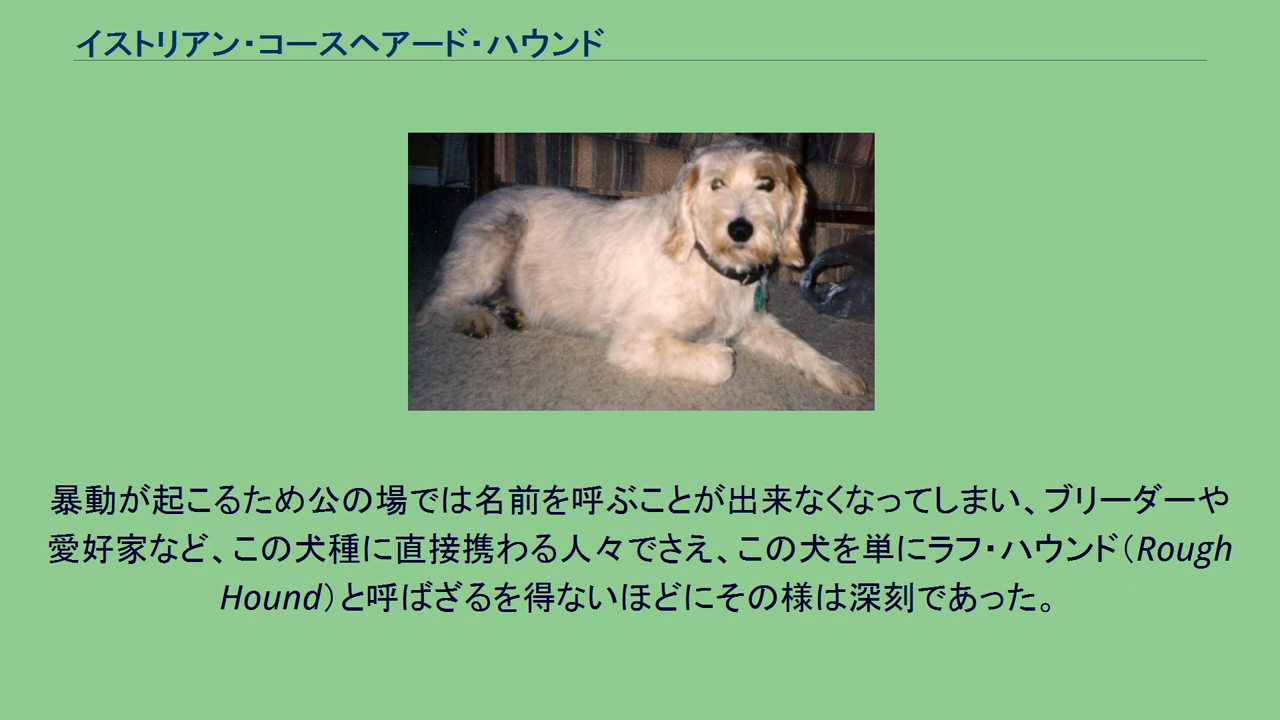 イストリアン・コースヘアード・ハウンド
暴動が起こるため公の場では名前を呼ぶことが出来なくなってしまい、ブリーダーや
愛好家など、この犬種に直接携わる人々でさえ、この犬を単にラフ・ハウンド（Rough
Hound）と呼ばざるを得ないほどにその様は深刻であった。